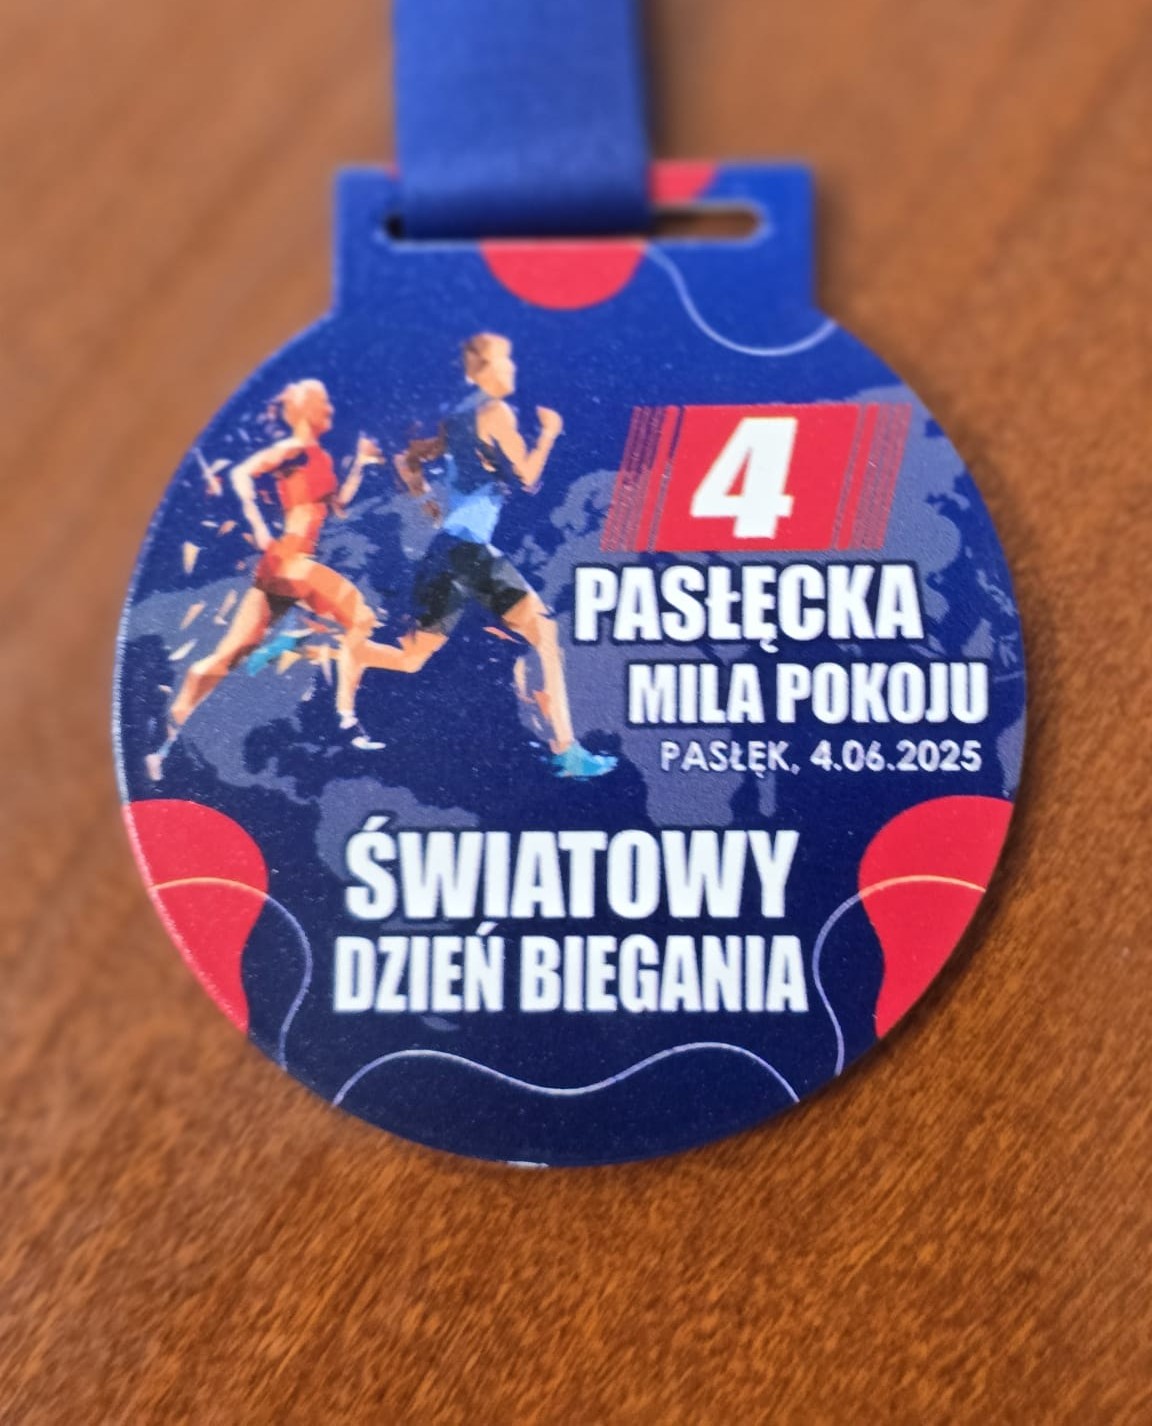 4
PASŁĘCKA
MILA POKOJU
PASŁĘK, 4.06.2025
ŚWIATOWY
DZIEŃ BIEGANIA